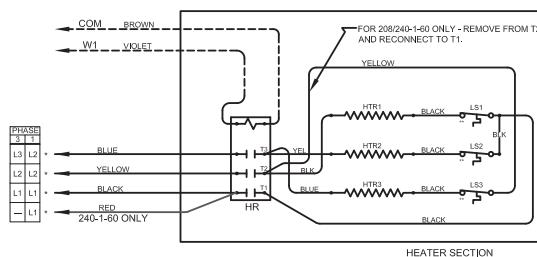 COM
BROWN
W1
VIOLET
FOR 208/240-1-60 ONLY - REMOVE FROM T2
AND RECONNECT TO T1.
YELLOW
HTR1
BLACK
LS1
BLK
PHASE
3 1
L3 L2 * BLUE
T3
YEL
HTR2
BLACK
LS2
L2 L2 * YELLOW
T2
BLK
L1 L1 * BLACK
T1
BLUE
HTR3
BLACK
LS3
— L1 * RED
240-1-60 ONLY
HR
BLACK
HEATER SECTION